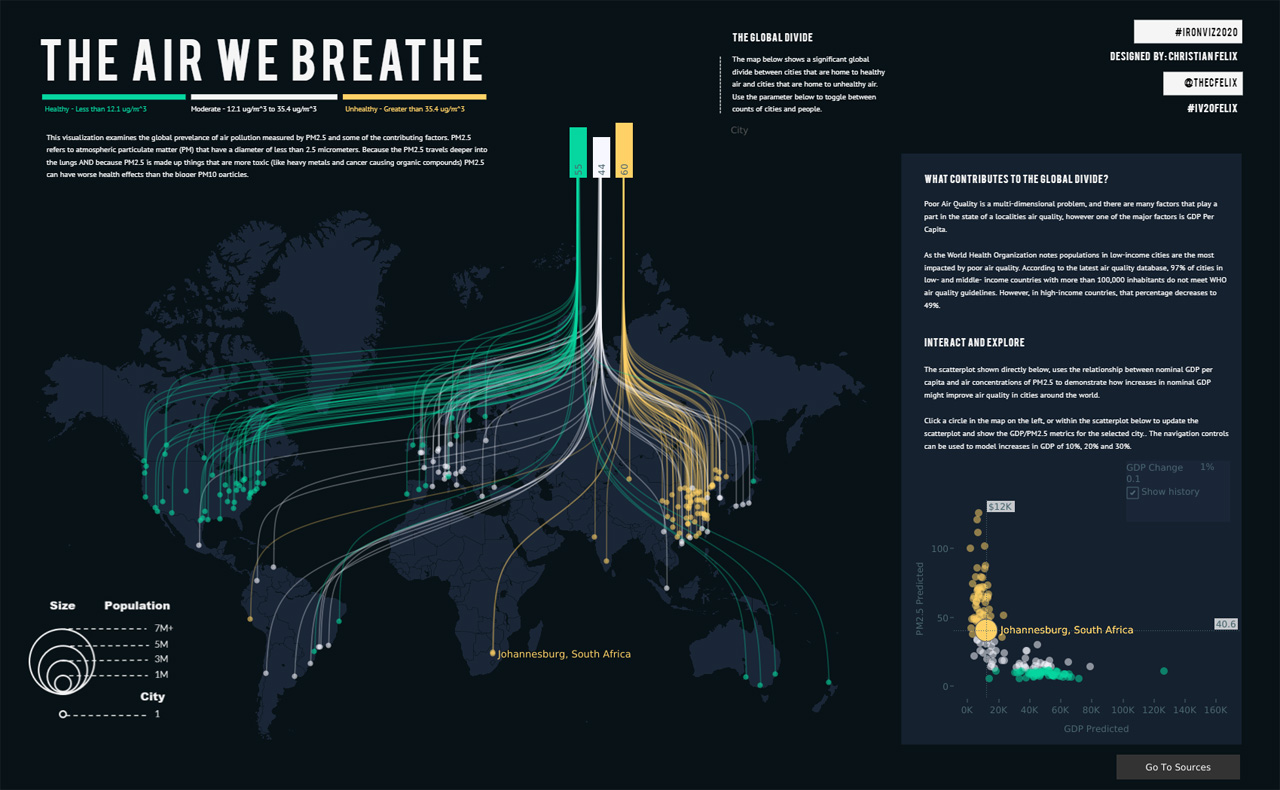 THE AIR WE BREATHE
Healthy - Less than 12.1 ug/m^3
Moderate - 12.1 ug/m^3 to 35.4 ug/m^3
Unhealthy - Greater than 35.4 ug/m^3
This visualization examines the global prevelance of air pollution measured by PM2.5 and some of the contributing factors. PM2.5
refers to atmospheric particulate matter (PM) that have a diameter of less than 2.5 micrometers. Because the PM2.5 travels deeper into
the lungs AND because PM2.5 is made up things that are more toxic (like heavy metals and cancer causing organic compounds) PM2.5
can have worse health effects than the bigger PM10 particles.
THE GLOBAL DIVIDE
The map below shows a significant global
divide between cities that are home to healthy
air and cities that are home to unhealthy air.
Use the parameter below to toggle between
counts of cities and people.
City
#IRONVIZ2020
DESIGNED BY: CHRISTIAN FELIX
@THECFELIX
#IV20FELIX
55
44
60
Johannesburg, South Africa
Size
Population
7M+
5M
3M
1M
City
1
WHAT CONTRIBUTES TO THE GLOBAL DIVIDE?
Poor Air Quality is a multi-dimensional problem, and there are many factors that play a
part in the state of a localities air quality, however one of the major factors is GDP Per
Capita.
As the World Health Organization notes populations in low-income cities are the most
impacted by poor air quality. According to the latest air quality database, 97% of cities in
low- and middle- income countries with more than 100,000 inhabitants do not meet WHO
air quality guidelines. However, in high-income countries, that percentage decreases to
49%.
INTERACT AND EXPLORE
The scatterplot shown directly below, uses the relationship between nominal GDP per
capita and air concentrations of PM2.5 to demonstrate how increases in nominal GDP
might improve air quality in cities around the world.
Click a circle in the map on the left, or within the scatterplot below to update the
scatterplot and show the GDP/PM2.5 metrics for the selected city.. The navigation controls
can be used to model increases in GDP of 10%, 20% and 30%.
GDP Change 1%
0.1
Show history
$12K
PM2.5 Predicted
100
50
0
40.6
Johannesburg, South Africa
0K 20K 40K 60K 80K 100K 120K 140K 160K
GDP Predicted
Go To Sources